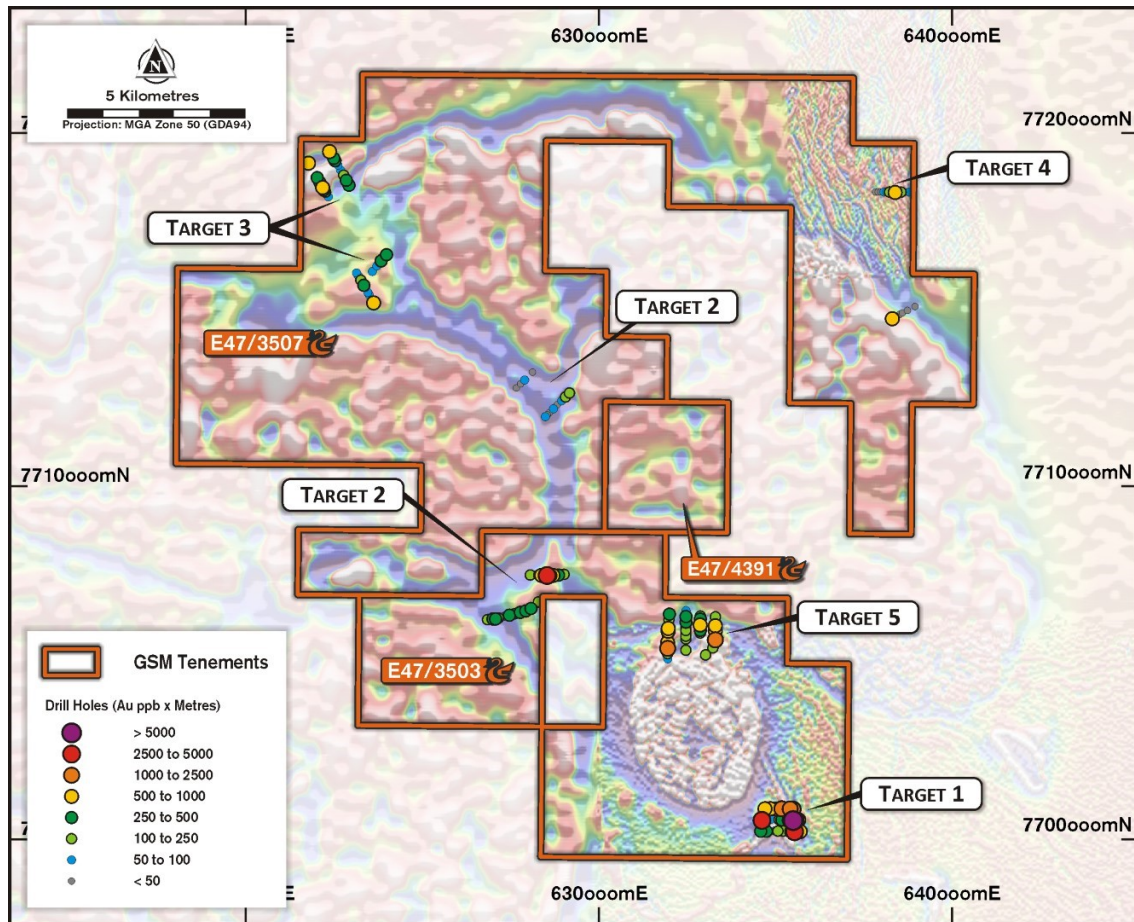 630000mE
640000mE
N
5 Kilometres
Projection: MGA Zone 50 (GDA94)
7720000mN
TARGET 4
TARGET 3
TARGET 2
E47/3507
7710000mN
7710000mN
TARGET 2
E47/4391
TARGET 5
E47/3503
GSM Tenements
Drill Holes (Au ppb x Metres)
> 5000
2500 to 5000
1000 to 2500
500 to 1000
250 to 500
100 to 250
50 to 100
< 50
TARGET 1
7700000mN
630000mE
640000mE